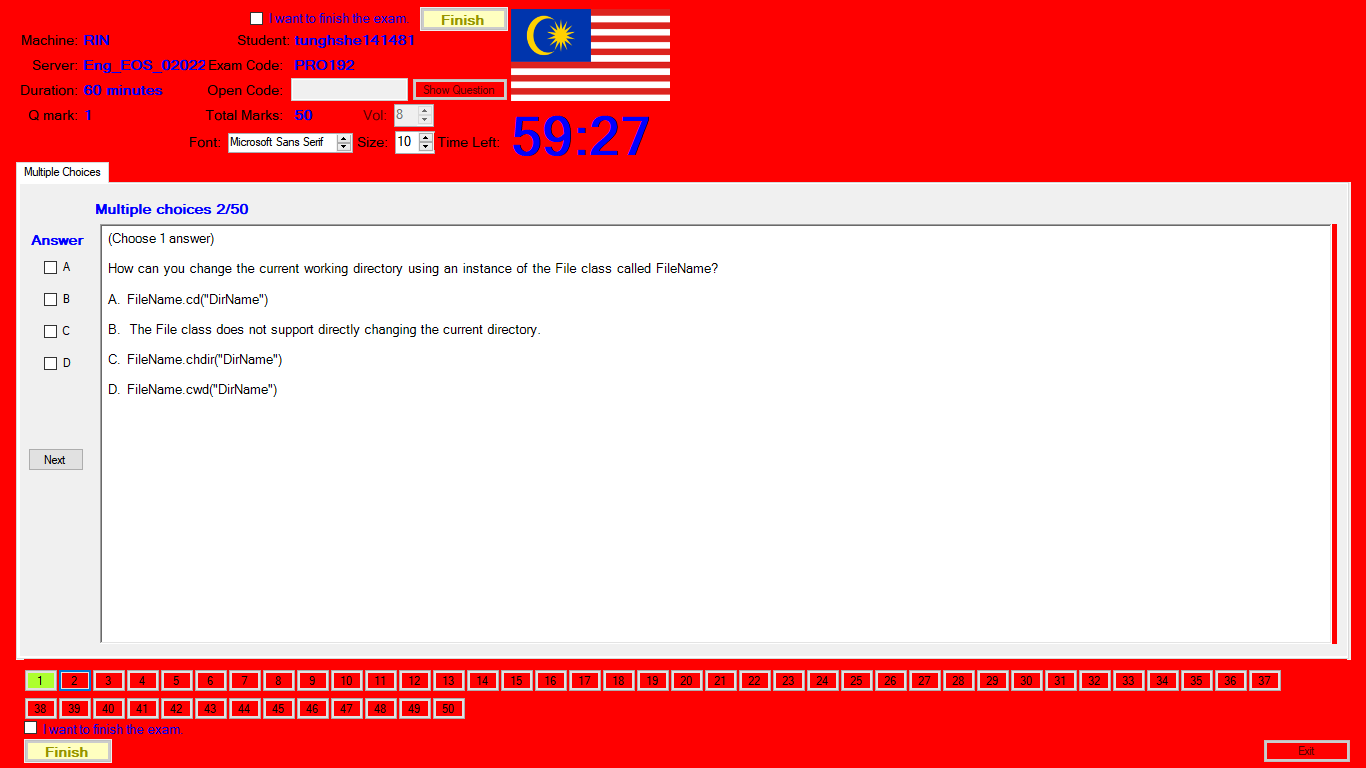 I want to finish the exam. Finish
Machine: RIN Student: tunghshe141481
Server: Eng_EOS_02022 Exam Code: PRO192
Duration: 60 minutes Open Code: Show Question
Q mark: 1 Total Marks: 50 Vol: 8
Font: Microsoft Sans Serif Size: 10 Time Left: 59:27
Multiple Choices
Multiple choices 2/50
Answer
(Choose 1 answer)
A
How can you change the current working directory using an instance of the File class called FileName?
B
A. FileName.cd("DirName")
C
B. The File class does not support directly changing the current directory.
D
C. FileName.chdir("DirName")
D. FileName.cwd("DirName")
Next
1 2 3 4 5 6 7 8 9 10 11 12 13 14 15 16 17 18 19 20 21 22 23 24 25 26 27 28 29 30 31 32 33 34 35 36 37
38 39 40 41 42 43 44 45 46 47 48 49 50
I want to finish the exam.
Finish Exit